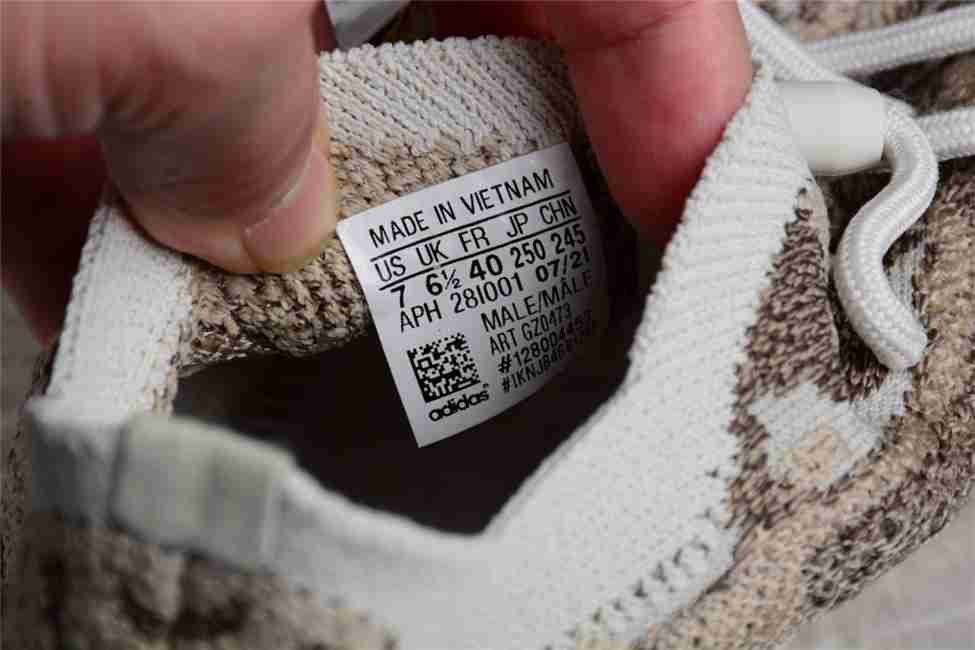 MADE IN VIETNAM
US UK FR JP CHN
7 6½ 40 250 245
APH 28I001 07/21
MALE/MÂLE
ART GZ0473
adidas